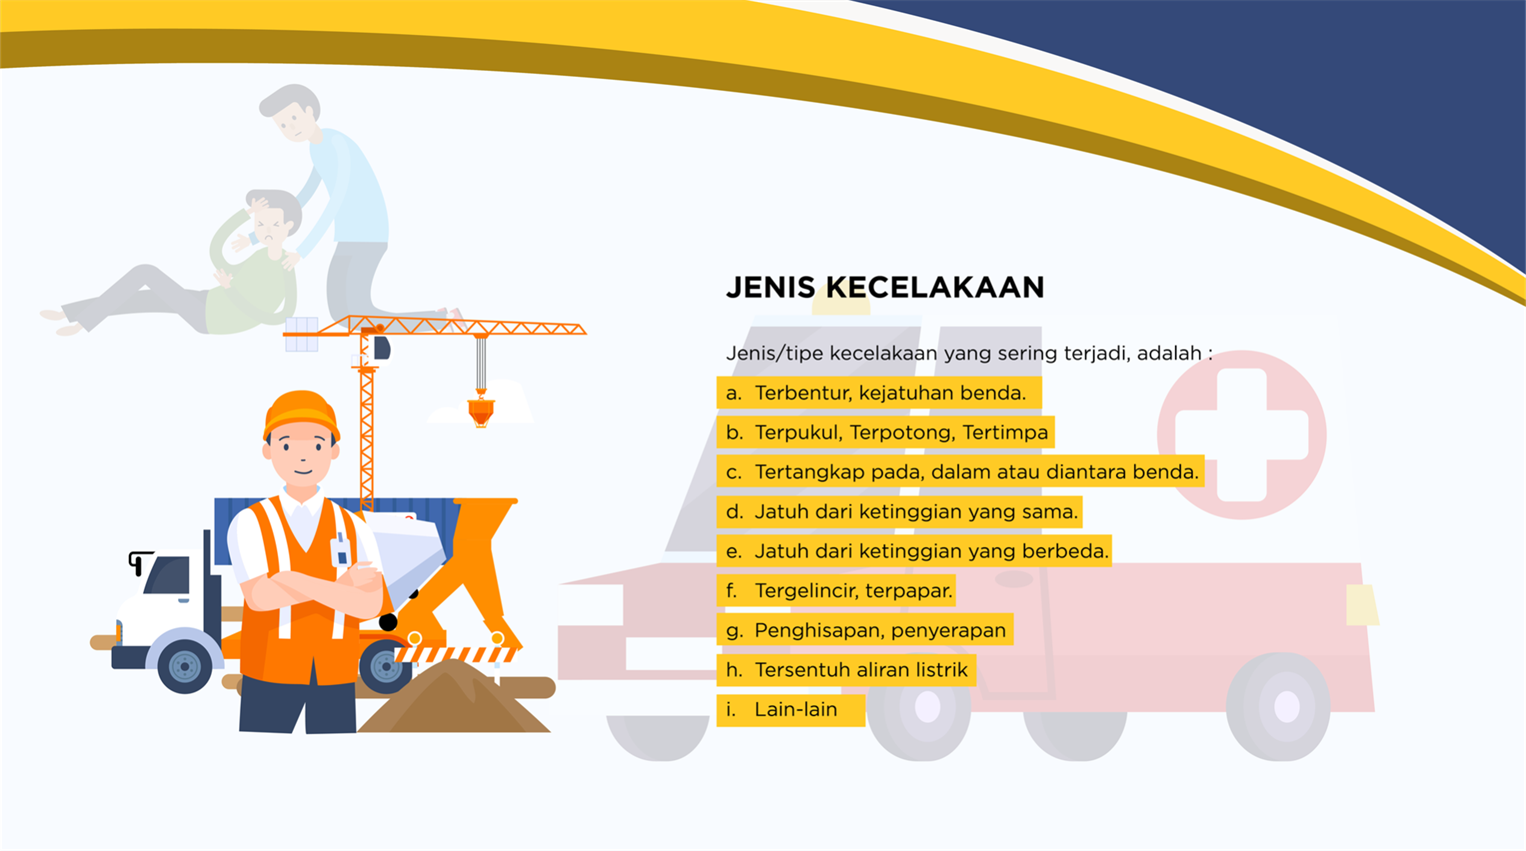 JENIS KECELAKAAN
Jenis/tipe kecelakaan yang sering terjadi, adalah :
a. Terbentur, kejatuhan benda.
b. Terpukul, Terpotong, Tertimpa
c. Tertangkap pada, dalam atau diantara benda.
d. Jatuh dari ketinggian yang sama.
e. Jatuh dari ketinggian yang berbeda.
f. Tergelincir, terpapar.
g. Penghisapan, penyerapan
h. Tersentuh aliran listrik
i. Lain-lain